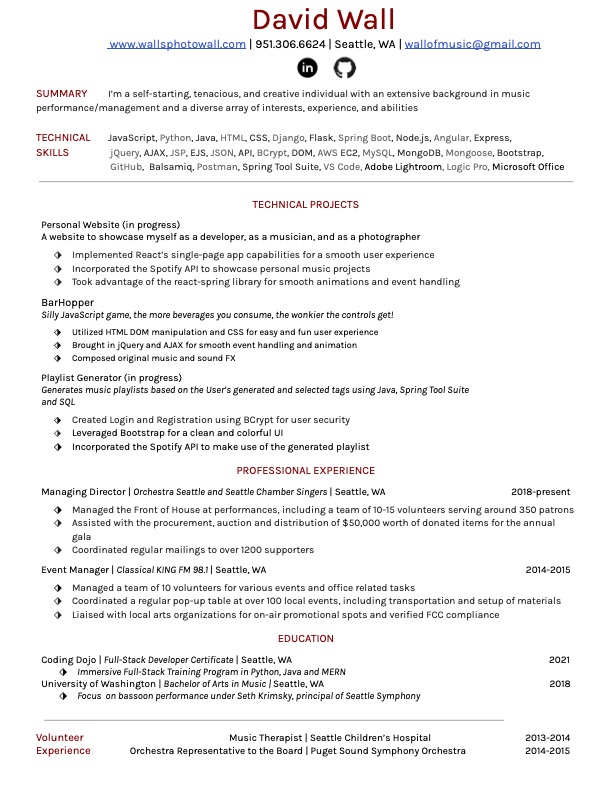 David Wall
www.wallsphotowall.com | 951.306.6624 | Seattle, WA | wallofmusic@gmail.com
in
SUMMARY I'm a self-starting, tenacious, and creative individual with an extensive background in music
performance/management and a diverse array of interests, experience, and abilities
TECHNICAL SKILLS JavaScript, Python, Java, HTML, CSS, Django, Flask, Spring Boot, Node.js, Angular, Express,
jQuery, AJAX, JSP, EJS, JSON, API, BCrypt, DOM, AWS EC2, MySQL, MongoDB, Mongoose, Bootstrap,
GitHub, Balsamiq, Postman, Spring Tool Suite, VS Code, Adobe Lightroom, Logic Pro, Microsoft Office
TECHNICAL PROJECTS
Personal Website (in progress)
A website to showcase myself as a developer, as a musician, and as a photographer
Implemented React's single-page app capabilities for a smooth user experience
Incorporated the Spotify API to showcase personal music projects
Took advantage of the react-spring library for smooth animations and event handling
BarHopper
Silly JavaScript game, the more beverages you consume, the wonkier the controls get!
Utilized HTML DOM manipulation and CSS for easy and fun user experience
Brought in jQuery and AJAX for smooth event handling and animation
Composed original music and sound FX
Playlist Generator (in progress)
Generates music playlists based on the User's generated and selected tags using Java, Spring Tool Suite
and SQL
Created Login and Registration using BCrypt for user security
Leveraged Bootstrap for a clean and colorful UI
Incorporated the Spotify API to make use of the generated playlist
PROFESSIONAL EXPERIENCE
Managing Director | Orchestra Seattle and Seattle Chamber Singers | Seattle, WA 2018-present
Managed the Front of House at performances, including a team of 10-15 volunteers serving around 350 patrons
Assisted with the procurement, auction and distribution of $50,000 worth of donated items for the annual
gala
Coordinated regular mailings to over 1200 supporters
Event Manager | Classical KING FM 98.1 | Seattle, WA 2014-2015
Managed a team of 10 volunteers for various events and office related tasks
Coordinated a regular pop-up table at over 100 local events, including transportation and setup of materials
Liaised with local arts organizations for on-air promotional spots and verified FCC compliance
EDUCATION
Coding Dojo | Full-Stack Developer Certificate | Seattle, WA 2021
Immersive Full-Stack Training Program in Python, Java and MERN
University of Washington | Bachelor of Arts in Music | Seattle, WA 2018
Focus on bassoon performance under Seth Krimsky, principal of Seattle Symphony
Volunteer Experience Music Therapist | Seattle Children's Hospital 2013-2014
Orchestra Representative to the Board | Puget Sound Symphony Orchestra 2014-2015